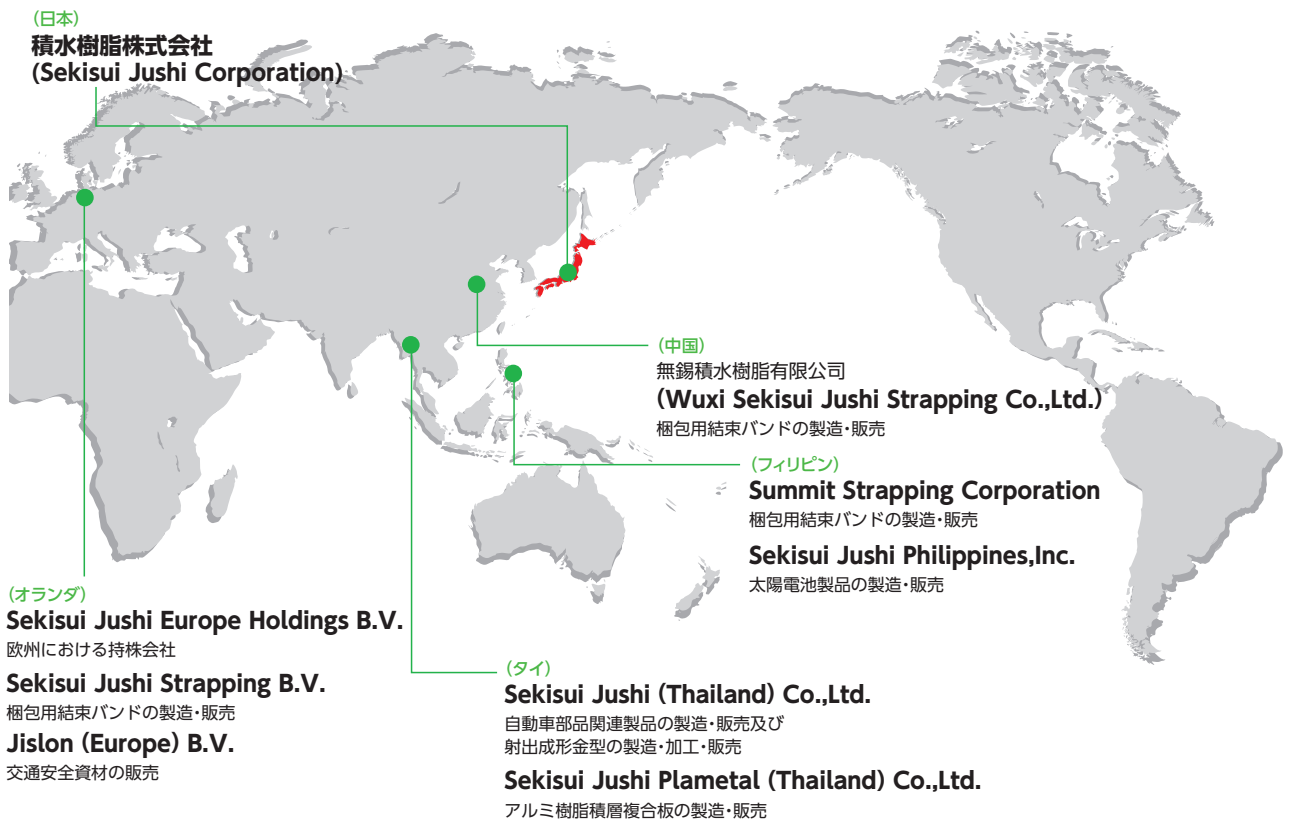 (日本)
積水樹脂株式会社
(Sekisui Jushi Corporation)
(中国)
無錫積水樹脂有限公司
(Wuxi Sekisui Jushi Strapping Co.,Ltd.)
梱包用結束バンドの製造・販売
(フィリピン)
Summit Strapping Corporation
梱包用結束バンドの製造・販売
Sekisui Jushi Philippines,Inc.
太陽電池製品の製造・販売
(オランダ)
Sekisui Jushi Europe Holdings B.V.
欧州における持株会社
Sekisui Jushi Strapping B.V.
梱包用結束バンドの製造・販売
Jislon (Europe) B.V.
交通安全資材の販売
(タイ)
Sekisui Jushi (Thailand) Co.,Ltd.
自動車部品関連製品の製造・販売及び
射出成形金型の製造・加工・販売
Sekisui Jushi Plametal (Thailand) Co.,Ltd.
アルミ樹脂積層複合板の製造・販売